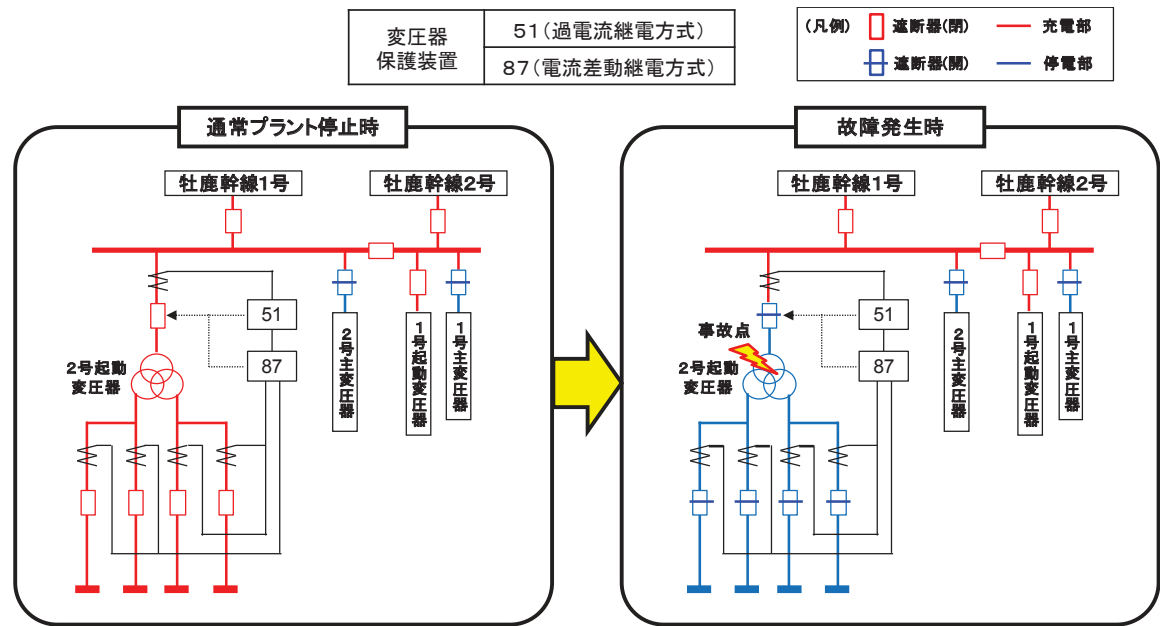 変圧器
保護装置
51(過電流継電方式)
87(電流差動継電方式)
(凡例)
遮断器(閉)
充電部
遮断器(開)
停電部
通常プラント停止時
牡鹿幹線1号
牡鹿幹線2号
51
87
2号起動
変圧器
2号主変圧器
1号起動変圧器
1号主変圧器
故障発生時
牡鹿幹線1号
牡鹿幹線2号
51
事故点
87
2号起動
変圧器
2号主変圧器
1号起動変圧器
1号主変圧器